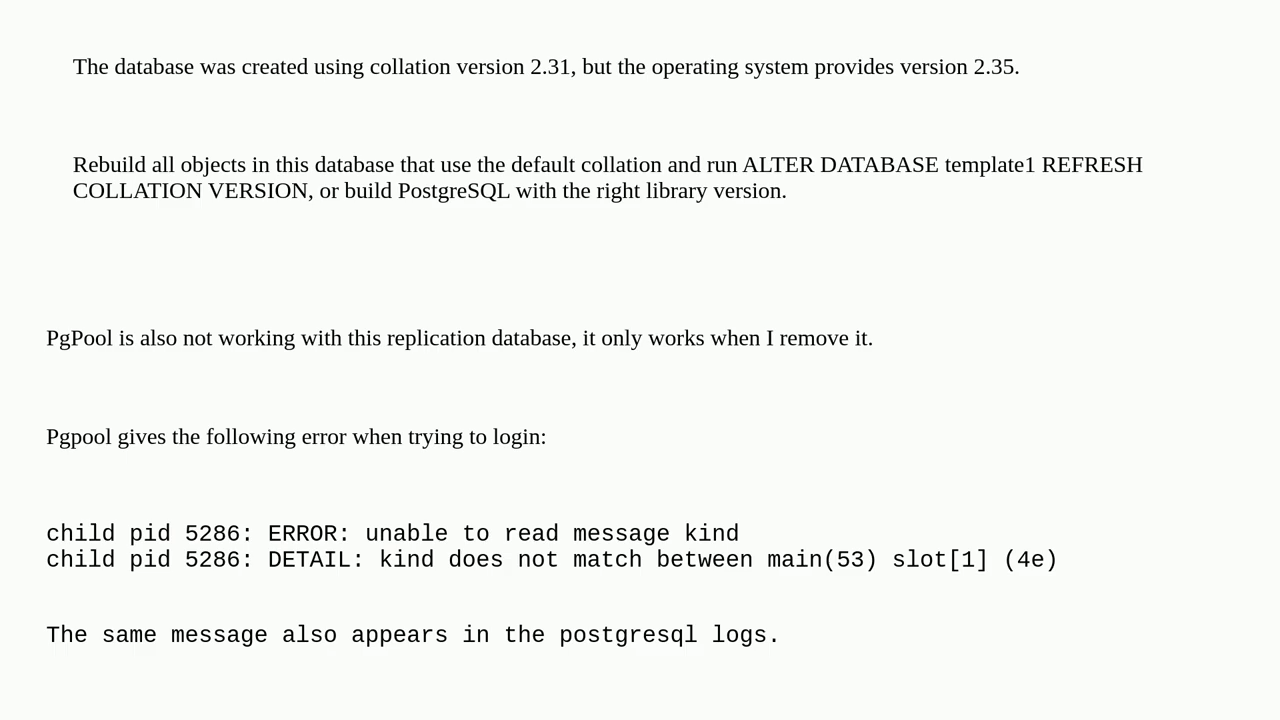 The database was created using collation version 2.31, but the operating system provides version 2.35.
Rebuild all objects in this database that use the default collation and run ALTER DATABASE template1 REFRESH
COLLATION VERSION, or build PostgreSQL with the right library version.
PgPool is also not working with this replication database, it only works when I remove it.
Pgpool gives the following error when trying to login:
child pid 5286: ERROR: unable to read message kind
child pid 5286: DETAIL: kind does not match between main(53) slot[1] (4e)
The same message also appears in the postgresql logs.